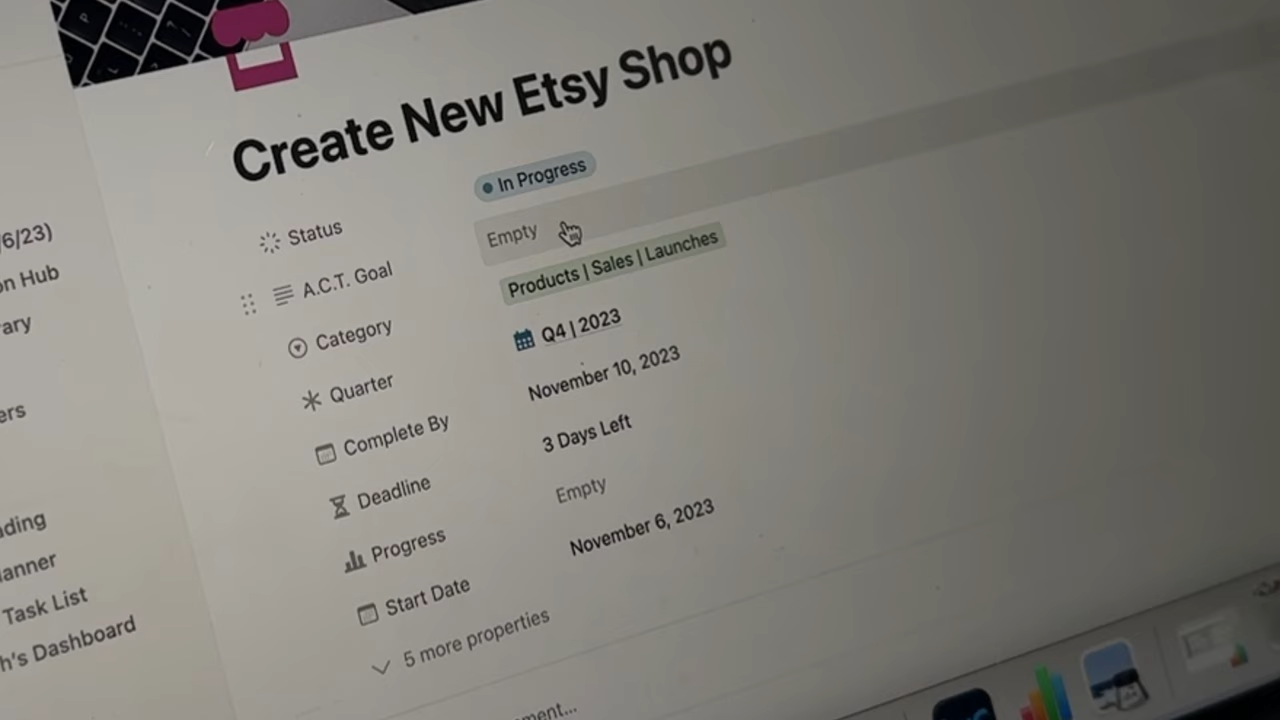 Create New Etsy Shop
Status In Progress
A.C.T. Goal Empty
Category Products | Sales | Launches
Quarter Q4 | 2023
Complete By November 10, 2023
Deadline 3 Days Left
Progress Empty
Start Date November 6, 2023
5 more properties
/6/23)
on Hub
ary
ers
ding
anner
Task List
h's Dashboard
ment...